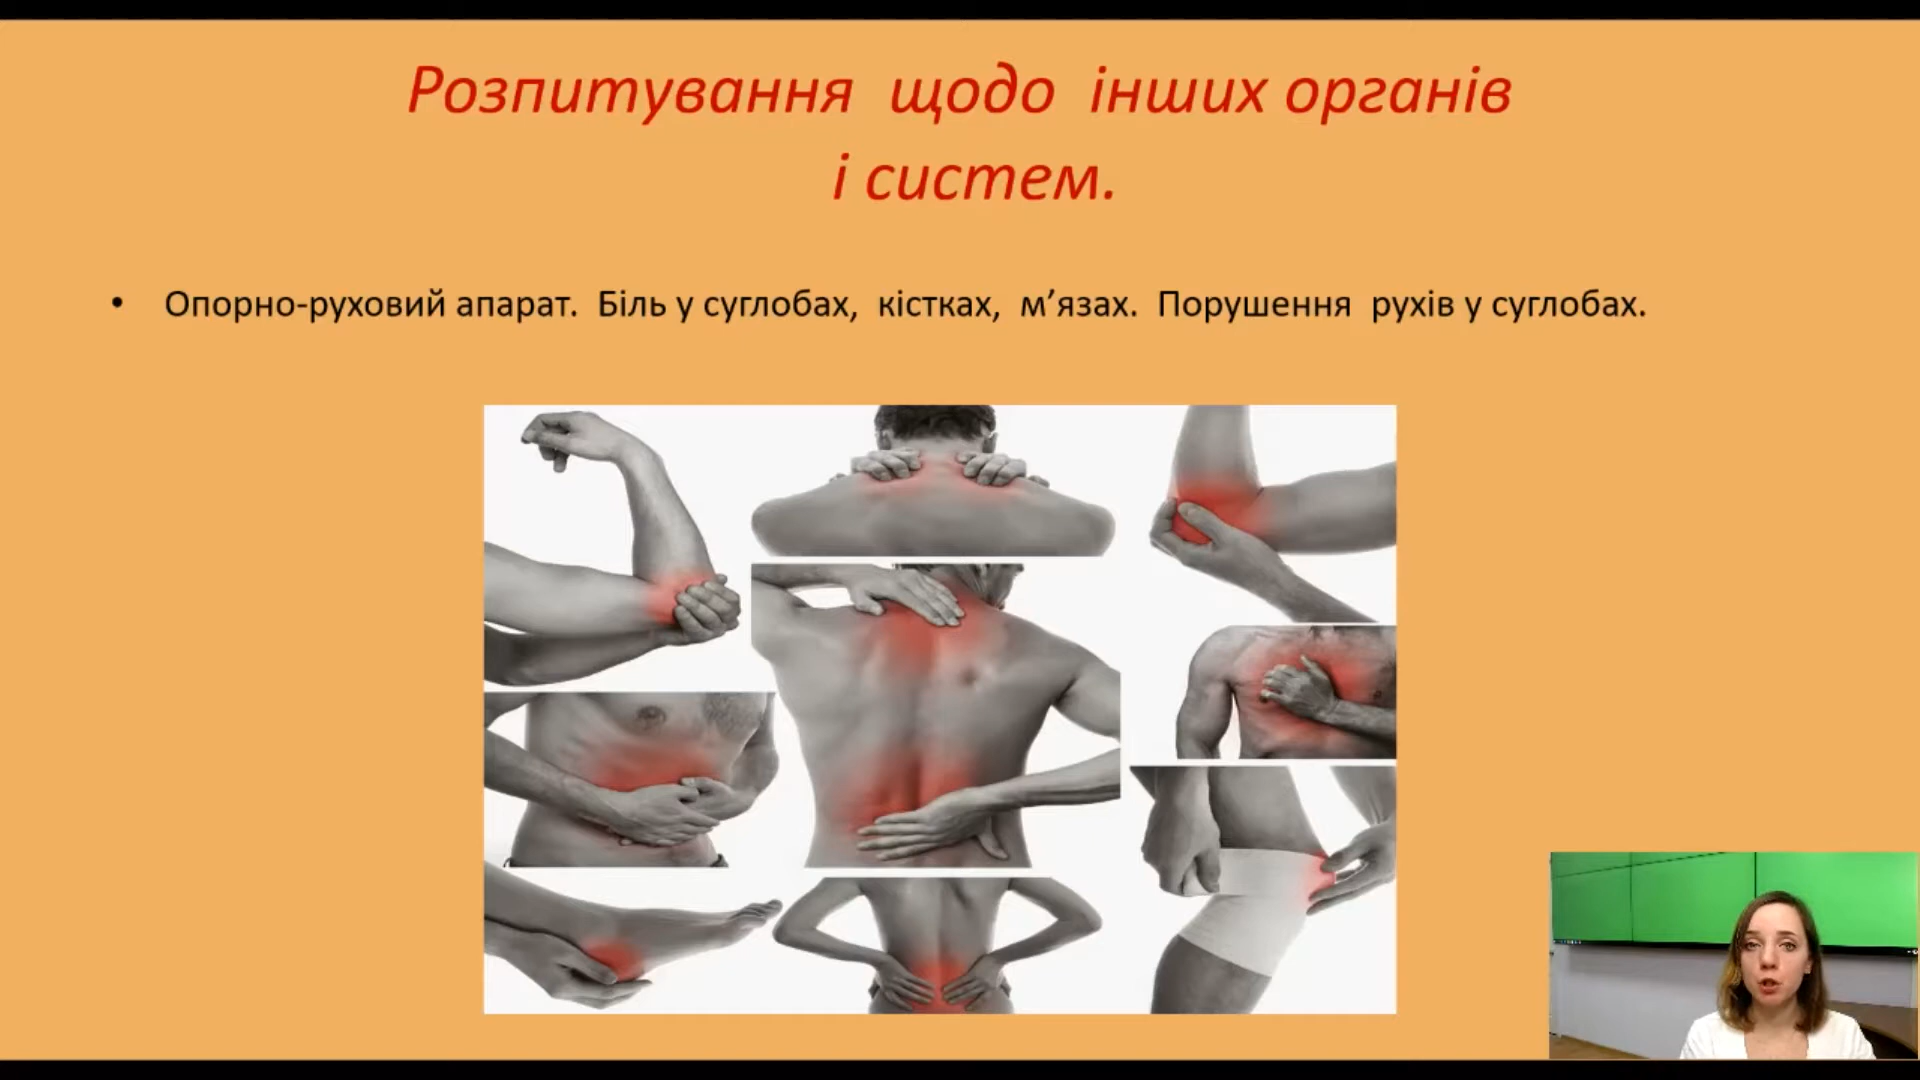 Розпитування щодо інших органів
і систем.
• Опорно-руховий апарат. Біль у суглобах, кістках, м’язах. Порушення рухів у суглобах.